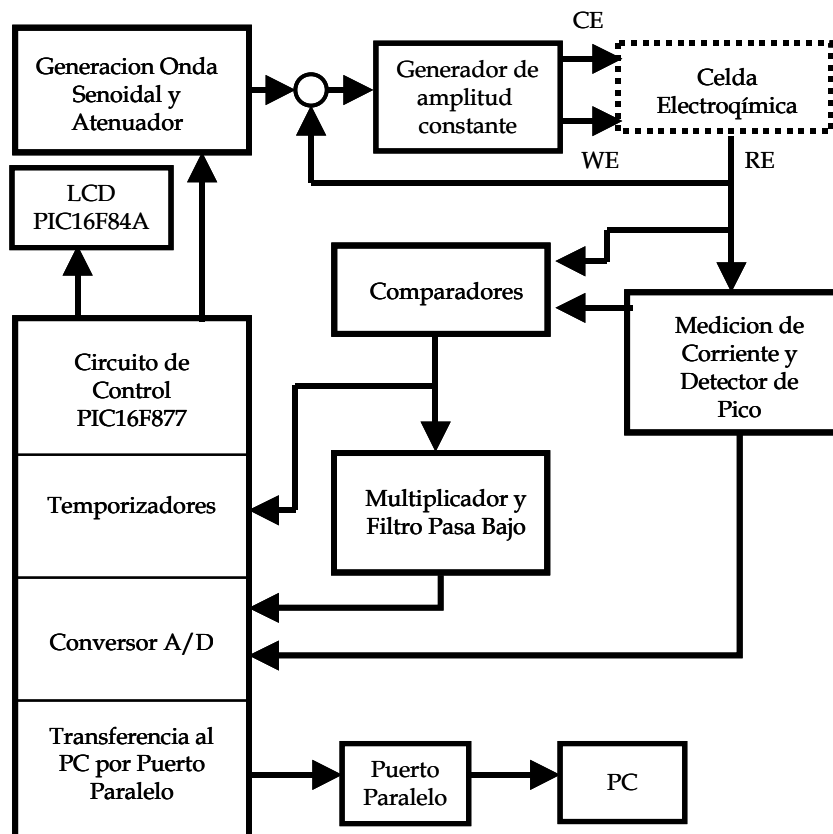 CE
Generacion Onda
Senoidal y
Atenuador
Generador de
amplitud
constante
Celda
Electroqímica
WE
RE
LCD
PIC16F84A
Comparadores
Medicion de
Corriente y
Detector de
Pico
Circuito de
Control
PIC16F877
Temporizadores
Multiplicador y
Filtro Pasa Bajo
Conversor A/D
Transferencia al
PC por Puerto
Paralelo
Puerto
Paralelo
PC